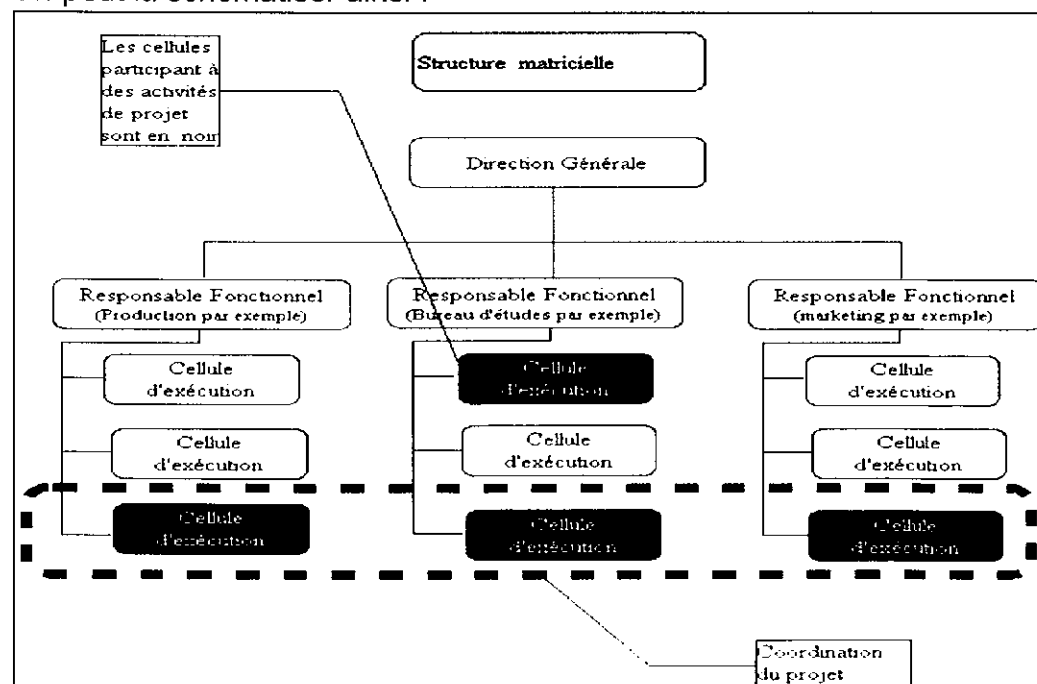 Les cellules
participant à
des activités
de projet
sont en noir
Structure matricielle
Direction Générale
Responsable Fonctionnel
(Production par exemple)
Responsable Fonctionnel
(Bureau d'études par exemple)
Responsable Fonctionnel
(marketing par exemple)
Cellule
d'exécution
Cellule
d'exécution
Cellule
d'exécution
Cellule
d'exécution
Cellule
d'exécution
Cellule
d'exécution
Cellule
d'exécution
Cellule
d'exécution
Cellule
d'exécution
Coordination
du projet